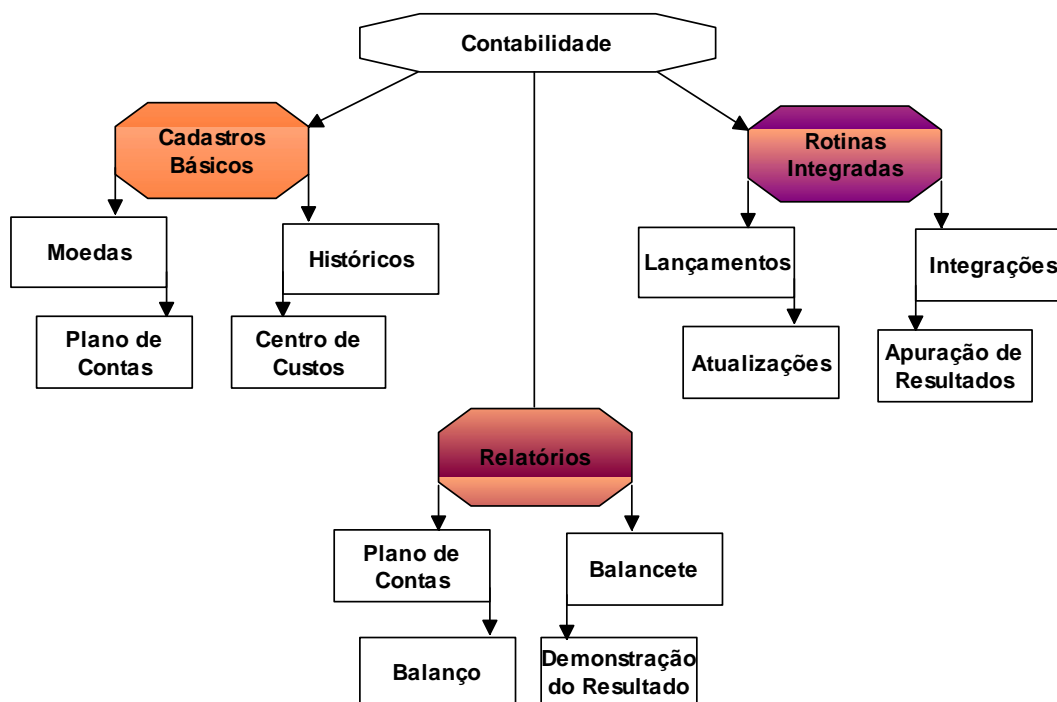 Contabilidade
Cadastros
Básicos
Rotinas
Integradas
Moedas
Históricos
Lançamentos
Integrações
Plano de
Contas
Centro de
Custos
Atualizações
Apuração de
Resultados
Relatórios
Plano de
Contas
Balancete
Balanço
Demonstração
do Resultado